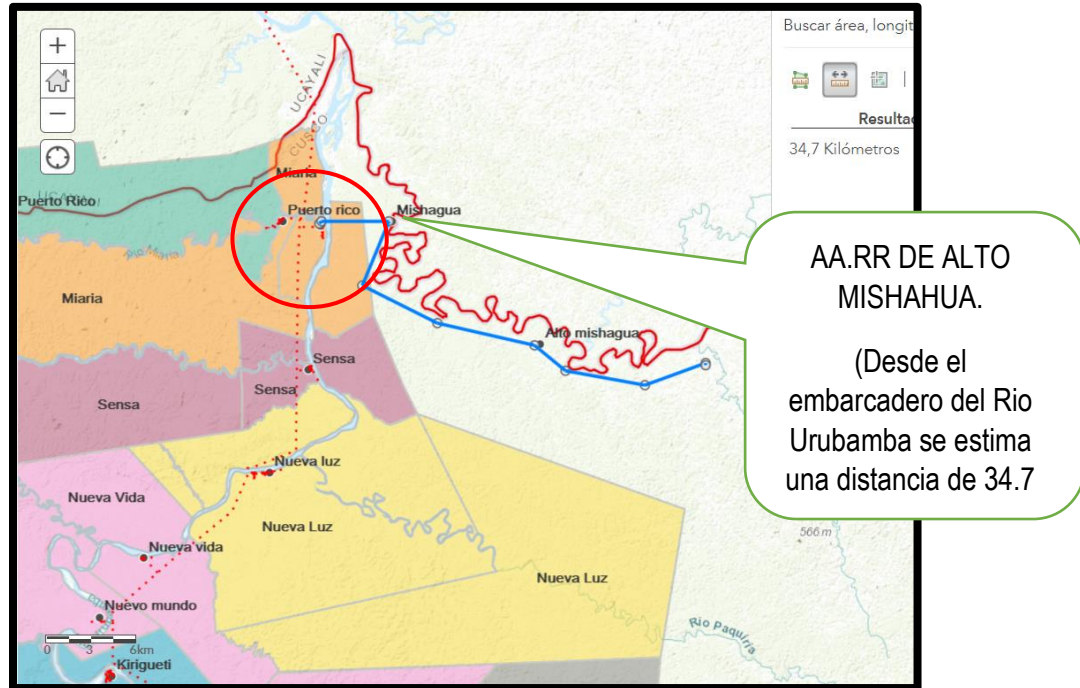 Buscar área, longit
Resultad
34,7 Kilómetros
UCAYALI
CUSCO
Miaria
UCAYALI
Puerto Rico
Puerto rico
Mishagua
Miaria
Alto mishagua
Sensa
Sensa
Sensa
Nueva luz
Nueva Vida
Nueva Luz
Nueva vida
Nueva Luz
566 m
Nuevo mundo
Rio Paquiria
0 3 6km
Kirigueti
AA.RR DE ALTO
MISHAHUA.
(Desde el
embarcadero del Rio
Urubamba se estima
una distancia de 34.7